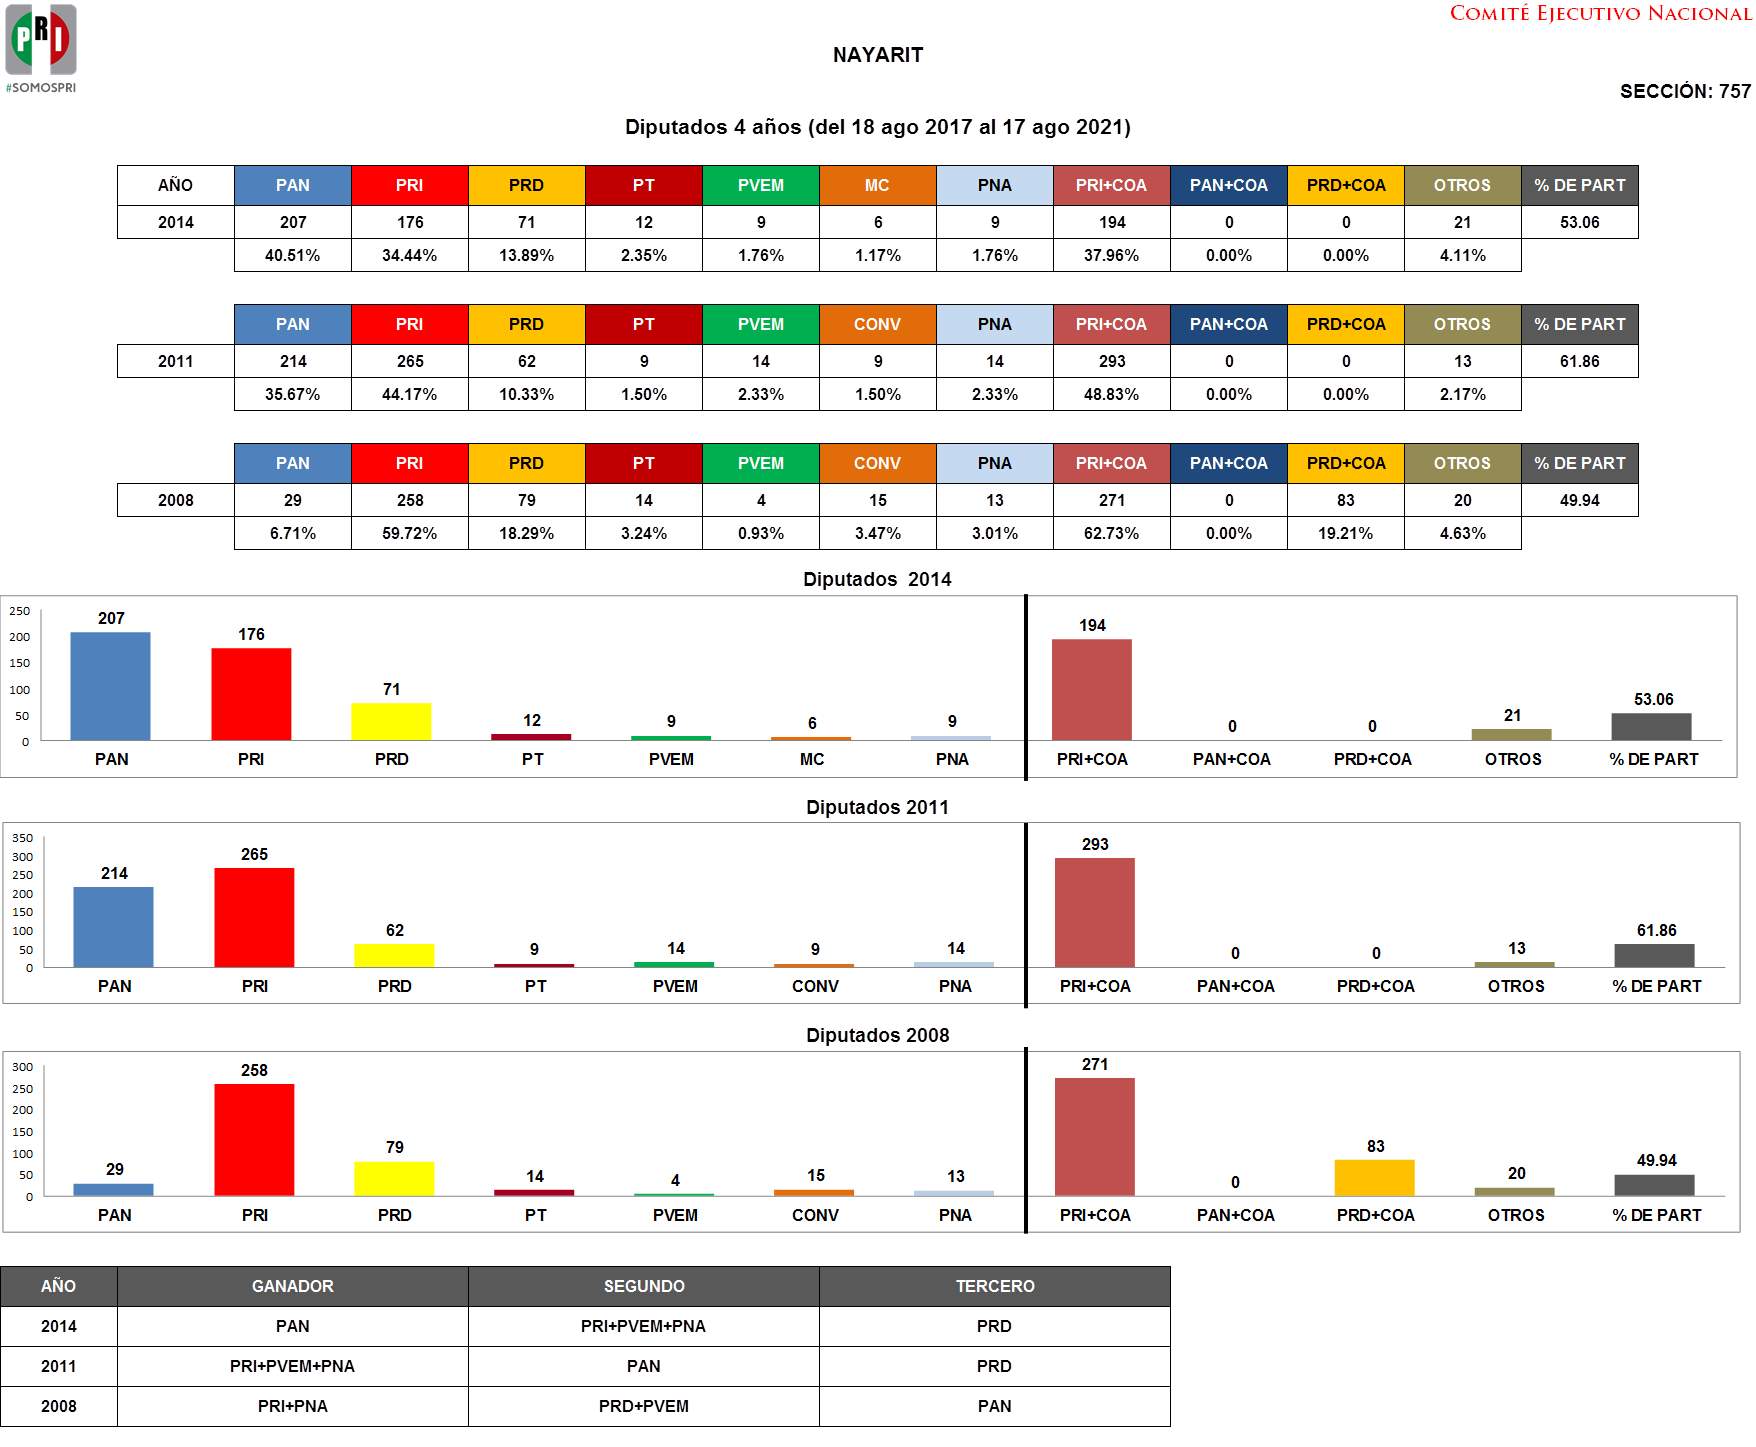 PRI
#SOMOSPRI
COMITÉ EJECUTIVO NACIONAL
NAYARIT
SECCIÓN: 757
Diputados 4 años (del 18 ago 2017 al 17 ago 2021)
AÑO PAN PRI PRD PT PVEM MC PNA PRI+COA PAN+COA PRD+COA OTROS % DE PART
2014 207 176 71 12 9 6 9 194 0 0 21 53.06
40.51% 34.44% 13.89% 2.35% 1.76% 1.17% 1.76% 37.96% 0.00% 0.00% 4.11%
PAN PRI PRD PT PVEM CONV PNA PRI+COA PAN+COA PRD+COA OTROS % DE PART
2011 214 265 62 9 14 9 14 293 0 0 13 61.86
35.67% 44.17% 10.33% 1.50% 2.33% 1.50% 2.33% 48.83% 0.00% 0.00% 2.17%
PAN PRI PRD PT PVEM CONV PNA PRI+COA PAN+COA PRD+COA OTROS % DE PART
2008 29 258 79 14 4 15 13 271 0 83 20 49.94
6.71% 59.72% 18.29% 3.24% 0.93% 3.47% 3.01% 62.73% 0.00% 19.21% 4.63%
Diputados 2014
250
200
150
100
50
0
207 176 71 12 9 6 9 194 0 0 21 53.06
PAN PRI PRD PT PVEM MC PNA PRI+COA PAN+COA PRD+COA OTROS % DE PART
Diputados 2011
350
300
250
200
150
100
50
0
214 265 62 9 14 9 14 293 0 0 13 61.86
PAN PRI PRD PT PVEM CONV PNA PRI+COA PAN+COA PRD+COA OTROS % DE PART
Diputados 2008
300
250
200
150
100
50
0
29 258 79 14 4 15 13 271 0 83 20 49.94
PAN PRI PRD PT PVEM CONV PNA PRI+COA PAN+COA PRD+COA OTROS % DE PART
AÑO GANADOR SEGUNDO TERCERO
2014 PAN PRI+PVEM+PNA PRD
2011 PRI+PVEM+PNA PAN PRD
2008 PRI+PNA PRD+PVEM PAN